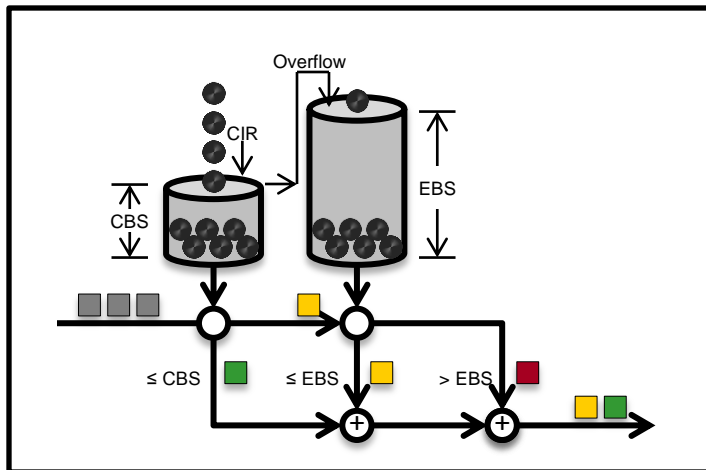 Overflow
CIR
CBS
EBS
≤ CBS
≤ EBS
> EBS
+
+